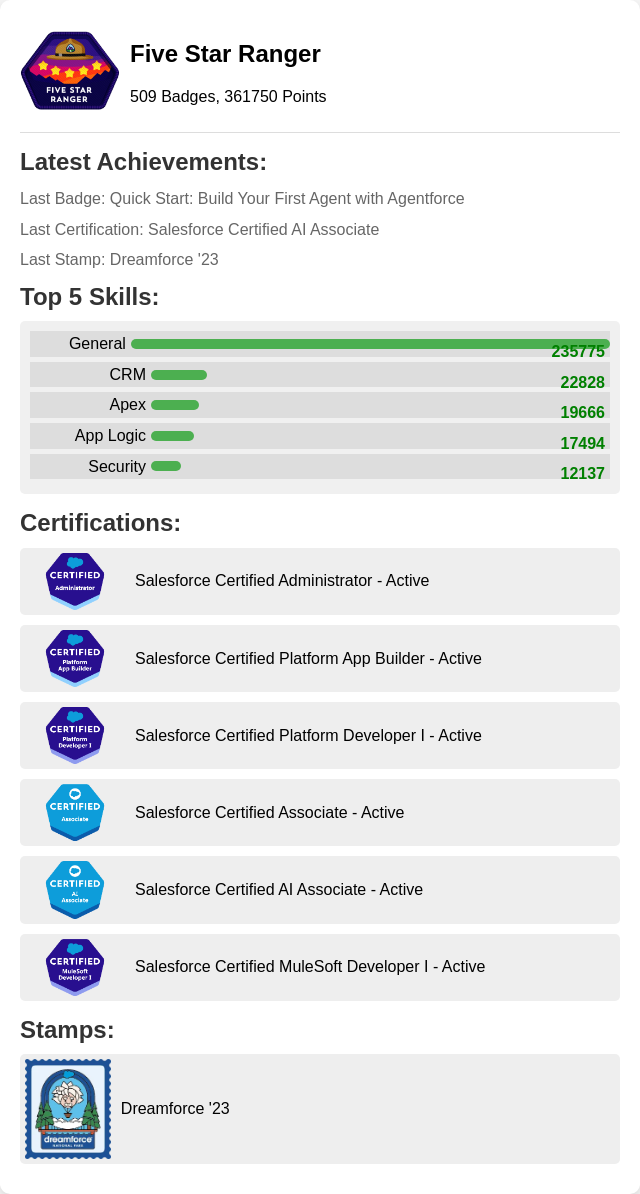 FIVE STAR
RANGER
Five Star Ranger
509 Badges, 361750 Points
Latest Achievements:
Last Badge: Quick Start: Build Your First Agent with Agentforce
Last Certification: Salesforce Certified AI Associate
Last Stamp: Dreamforce '23
Top 5 Skills:
General 235775
CRM 22828
Apex 19666
App Logic 17494
Security 12137
Certifications:
CERTIFIED
Administrator
Salesforce Certified Administrator - Active
CERTIFIED
Platform
App Builder
Salesforce Certified Platform App Builder - Active
CERTIFIED
Platform
Developer I
Salesforce Certified Platform Developer I - Active
CERTIFIED
Associate
Salesforce Certified Associate - Active
CERTIFIED
AI
Associate
Salesforce Certified AI Associate - Active
CERTIFIED
MuleSoft
Developer I
Salesforce Certified MuleSoft Developer I - Active
Stamps:
dreamforce
NATIONAL PARK
Dreamforce '23